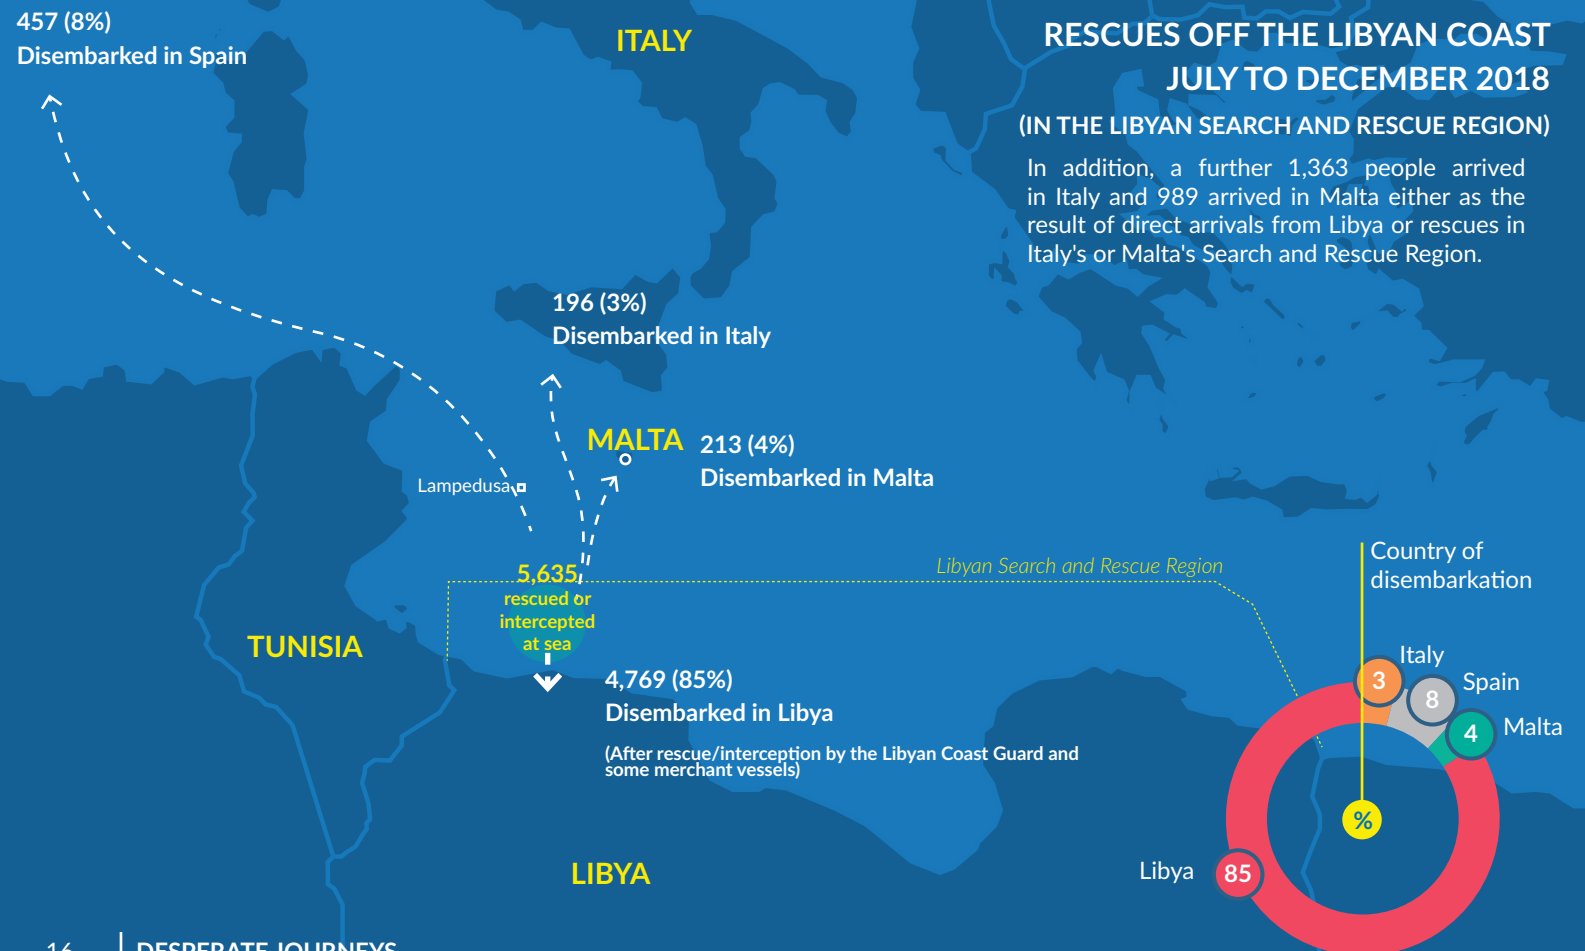 457 (8%)
Disembarked in Spain
ITALY
RESCUES OFF THE LIBYAN COAST
JULY TO DECEMBER 2018
(IN THE LIBYAN SEARCH AND RESCUE REGION)
In addition, a further 1,363 people arrived
in Italy and 989 arrived in Malta either as the
result of direct arrivals from Libya or rescues in
Italy's or Malta's Search and Rescue Region.
196 (3%)
Disembarked in Italy
MALTA
213 (4%)
Disembarked in Malta
Lampedusa
5,635
rescued or
intercepted
at sea
Libyan Search and Rescue Region
TUNISIA
4,769 (85%)
Disembarked in Libya
(After rescue/interception by the Libyan Coast Guard and
some merchant vessels)
LIBYA
Country of
disembarkation
Italy
3
Spain
8
Malta
4
%
Libya
85
16
DESPERATE JOURNEYS